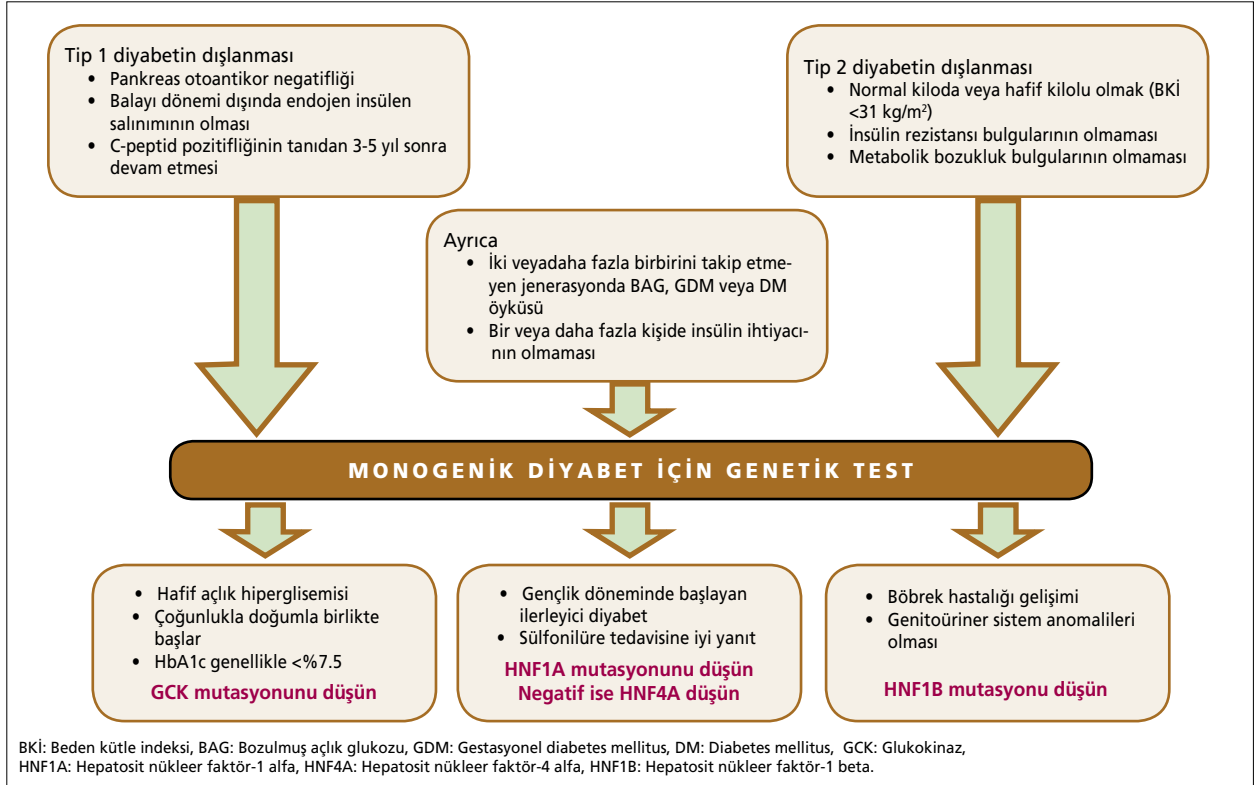 Tip 1 diyabetin dışlanması
• Pankreas otoantikor negatifliği
• Balayı dönemi dışında endojen insülen
salınımının olması
• C-peptid pozitifliğinin tanıdan 3-5 yıl sonra
devam etmesi
Tip 2 diyabetin dışlanması
• Normal kiloda veya hafif kilolu olmak (BKİ
<31 kg/m²)
• İnsülin rezistansı bulgularının olmaması
• Metabolik bozukluk bulgularının olmaması
Ayrıca
• İki veyadaha fazla birbirini takip etme-
yen jenerasyonda BAG, GDM veya DM
öyküsü
• Bir veya daha fazla kişide insülin ihtiyacı-
nın olmaması
MONOGENİK DİYABET İÇİN GENETİK TEST
• Hafif açlık hiperglisemisi
• Çoğunlukla doğumla birlikte
başlar
• HbA1c genellikle <%7.5
GCK mutasyonunu düşün
• Gençlik döneminde başlayan
ilerleyici diyabet
• Sülfonilüre tedavisine iyi yanıt
HNF1A mutasyonunu düşün
Negatif ise HNF4A düşün
• Böbrek hastalığı gelişimi
• Genitoüriner sistem anomalileri
olması
HNF1B mutasyonu düşün
BKİ: Beden kütle indeksi, BAG: Bozulmuş açlık glukozu, GDM: Gestasyonel diabetes mellitus, DM: Diabetes mellitus, GCK: Glukokinaz,
HNF1A: Hepatosit nükleer faktör-1 alfa, HNF4A: Hepatosit nükleer faktör-4 alfa, HNF1B: Hepatosit nükleer faktör-1 beta.